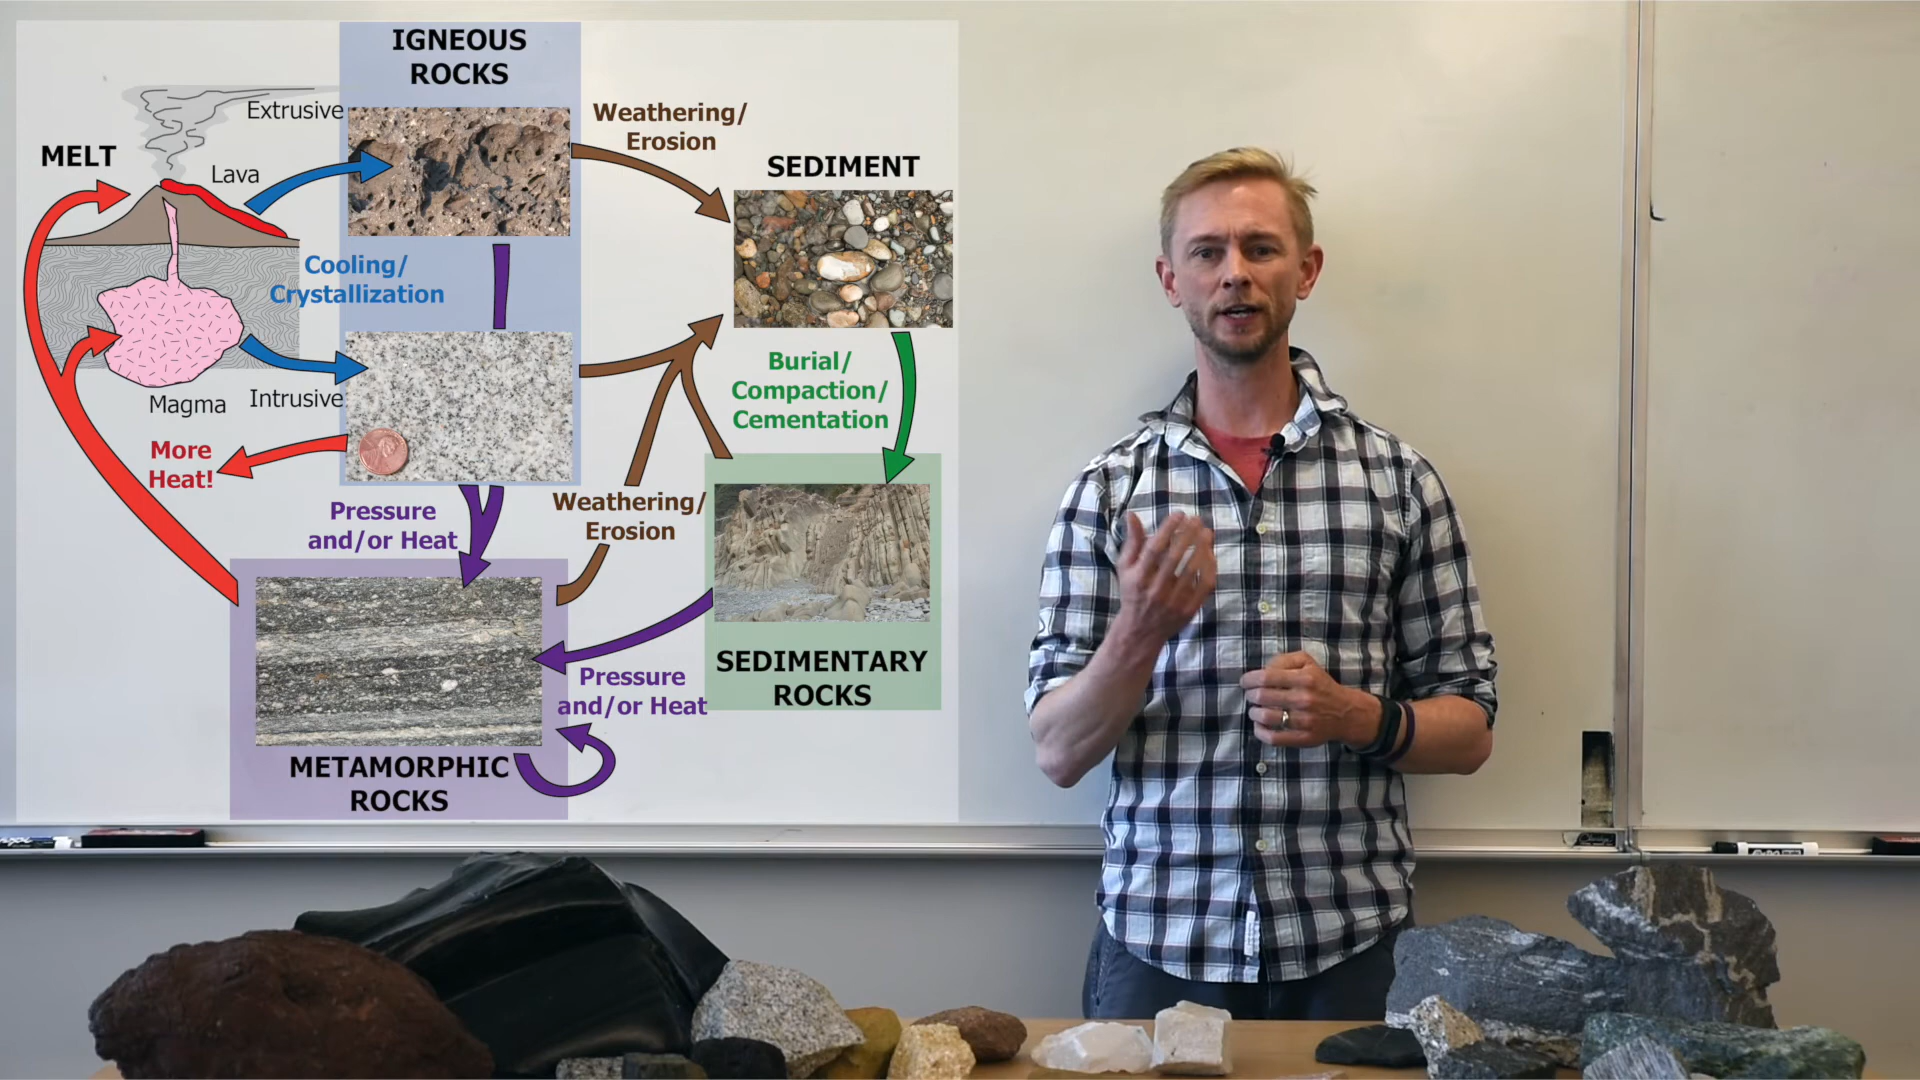 IGNEOUS
ROCKS
Extrusive
Weathering/
Erosion
MELT
Lava
SEDIMENT
Cooling/
Crystallization
Burial/
Compaction/
Cementation
Magma
Intrusive
More
Heat!
Pressure
and/or Heat
Weathering/
Erosion
SEDIMENTARY
ROCKS
Pressure
and/or Heat
METAMORPHIC
ROCKS